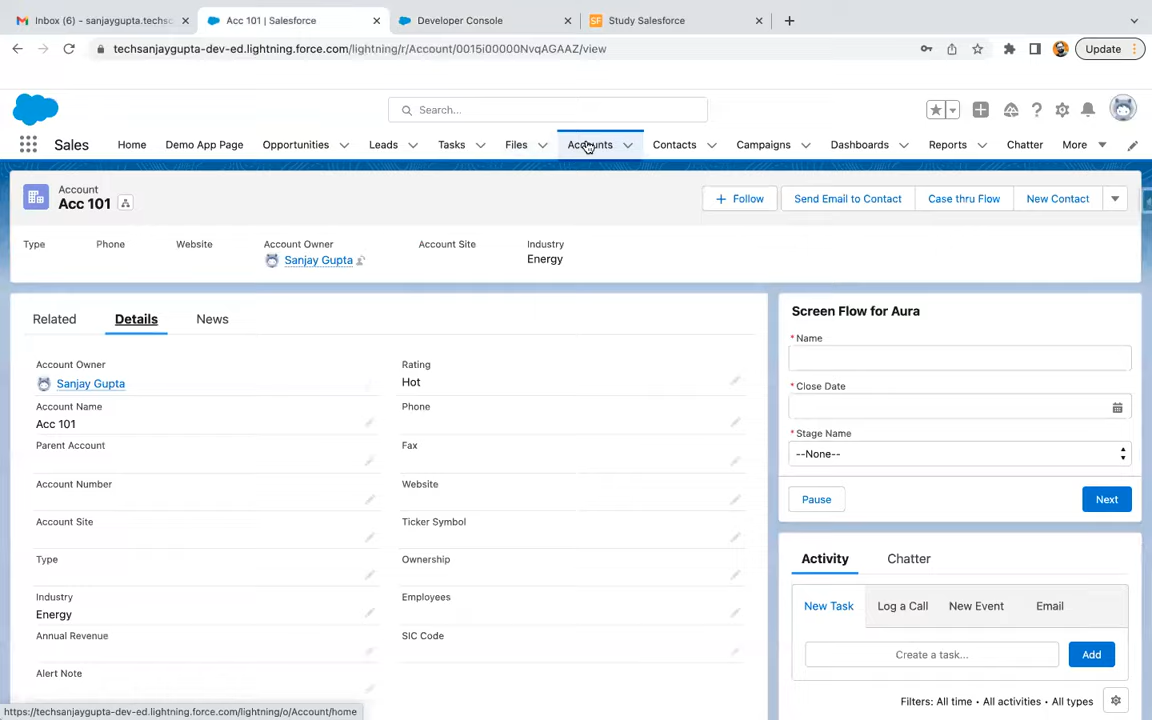 Inbox (6) - sanjaygupta.techsc
Acc 101 | Salesforce
Developer Console
SF Study Salesforce
techsanjaygupta-dev-ed.lightning.force.com/lightning/r/Account/0015i00000NvqAGAAZ/view
Update
Search...
Sales
Home
Demo App Page
Opportunities
Leads
Tasks
Files
Accounts
Contacts
Campaigns
Dashboards
Reports
Chatter
More
Account
Acc 101
+ Follow
Send Email to Contact
Case thru Flow
New Contact
Type
Phone
Website
Account Owner
Sanjay Gupta
Account Site
Industry
Energy
Related
Details
News
Account Owner
Sanjay Gupta
Rating
Hot
Account Name
Acc 101
Phone
Parent Account
Fax
Account Number
Website
Account Site
Ticker Symbol
Type
Ownership
Industry
Energy
Employees
Annual Revenue
SIC Code
Alert Note
Screen Flow for Aura
* Name
* Close Date
* Stage Name
--None--
Pause
Next
Activity
Chatter
New Task
Log a Call
New Event
Email
Create a task...
Add
Filters: All time • All activities • All types
https://techsanjaygupta-dev-ed.lightning.force.com/lightning/o/Account/home